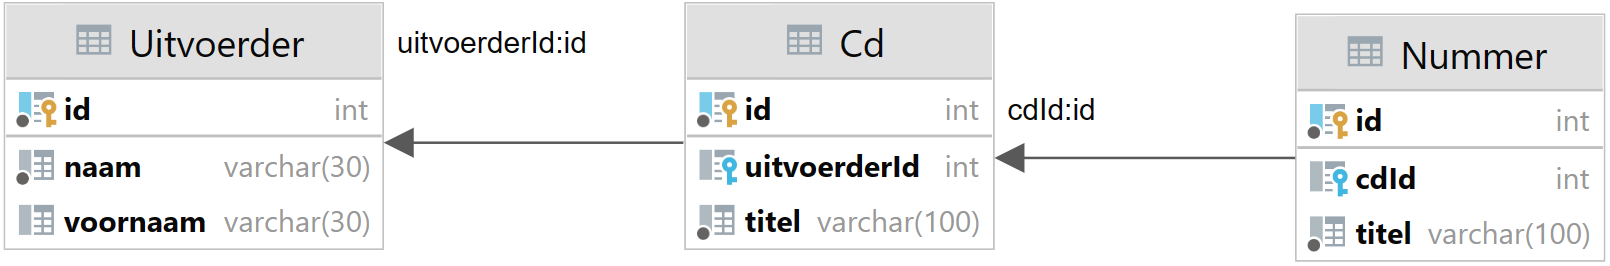 Uitvoerder
id int
naam varchar(30)
voornaam varchar(30)
uitvoerderId:id
Cd
id int
uitvoerderId int
titel varchar(100)
cdId:id
Nummer
id int
cdId int
titel varchar(100)